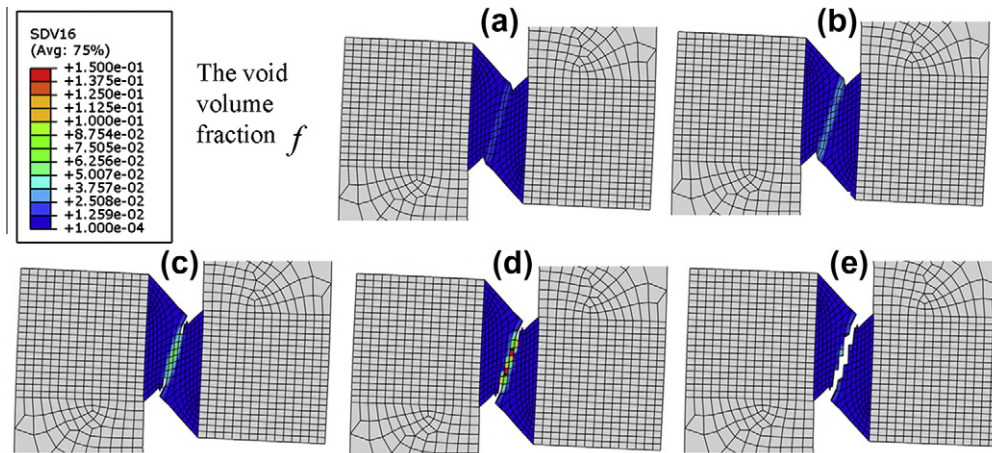 SDV16
(Avg: 75%)
+1.500e-01
+1.375e-01
+1.250e-01
+1.125e-01
+1.000e-01
+8.754e-02
+7.505e-02
+6.256e-02
+5.007e-02
+3.757e-02
+2.508e-02
+1.259e-02
+1.000e-04
The void
volume
fraction f
(a)
(b)
(c)
(d)
(e)